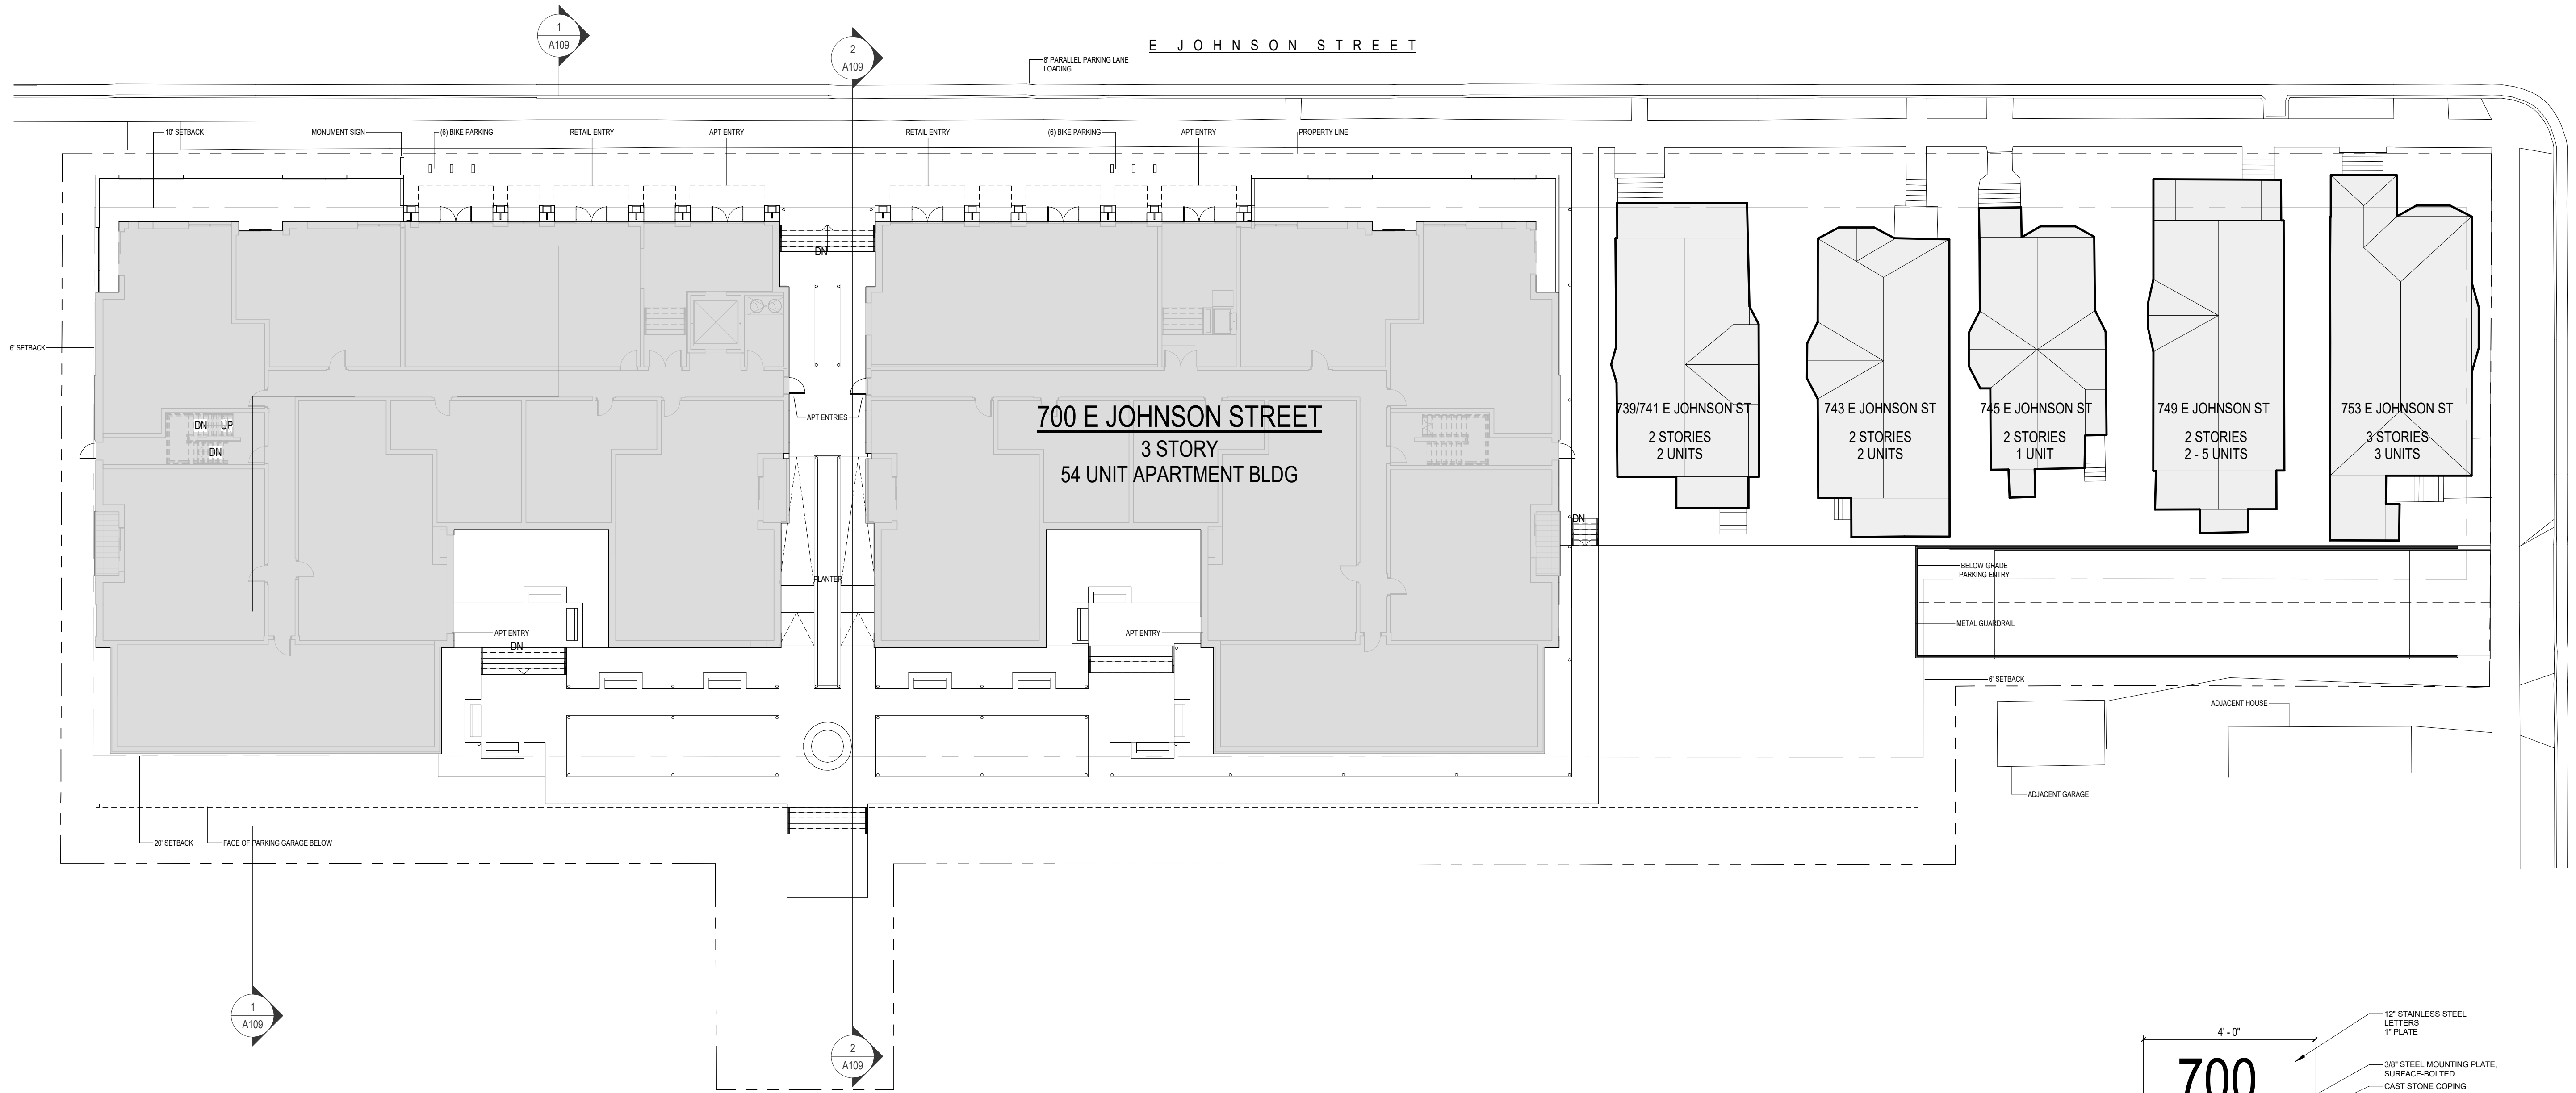 1
A109
2
A109
E JOHNSON STREET
8' PARALLEL PARKING LANE
LOADING
10' SETBACK
MONUMENT SIGN
(6) BIKE PARKING
RETAIL ENTRY
APT ENTRY
RETAIL ENTRY
(6) BIKE PARKING
APT ENTRY
PROPERTY LINE
DN
6' SETBACK
DN UP
DN
APT ENTRIES
700 E JOHNSON STREET
3 STORY
54 UNIT APARTMENT BLDG
739/741 E JOHNSON ST
2 STORIES
2 UNITS
743 E JOHNSON ST
2 STORIES
2 UNITS
745 E JOHNSON ST
2 STORIES
1 UNIT
749 E JOHNSON ST
2 STORIES
2 - 5 UNITS
753 E JOHNSON ST
3 STORIES
3 UNITS
DN
PLANTER
BELOW GRADE
PARKING ENTRY
METAL GUARDRAIL
APT ENTRY
DN
APT ENTRY
6' SETBACK
ADJACENT HOUSE
ADJACENT GARAGE
20' SETBACK
FACE OF PARKING GARAGE BELOW
1
A109
2
A109
4' - 0"
12" STAINLESS STEEL
LETTERS
1" PLATE
700
3/8" STEEL MOUNTING PLATE,
SURFACE-BOLTED
CAST STONE COPING